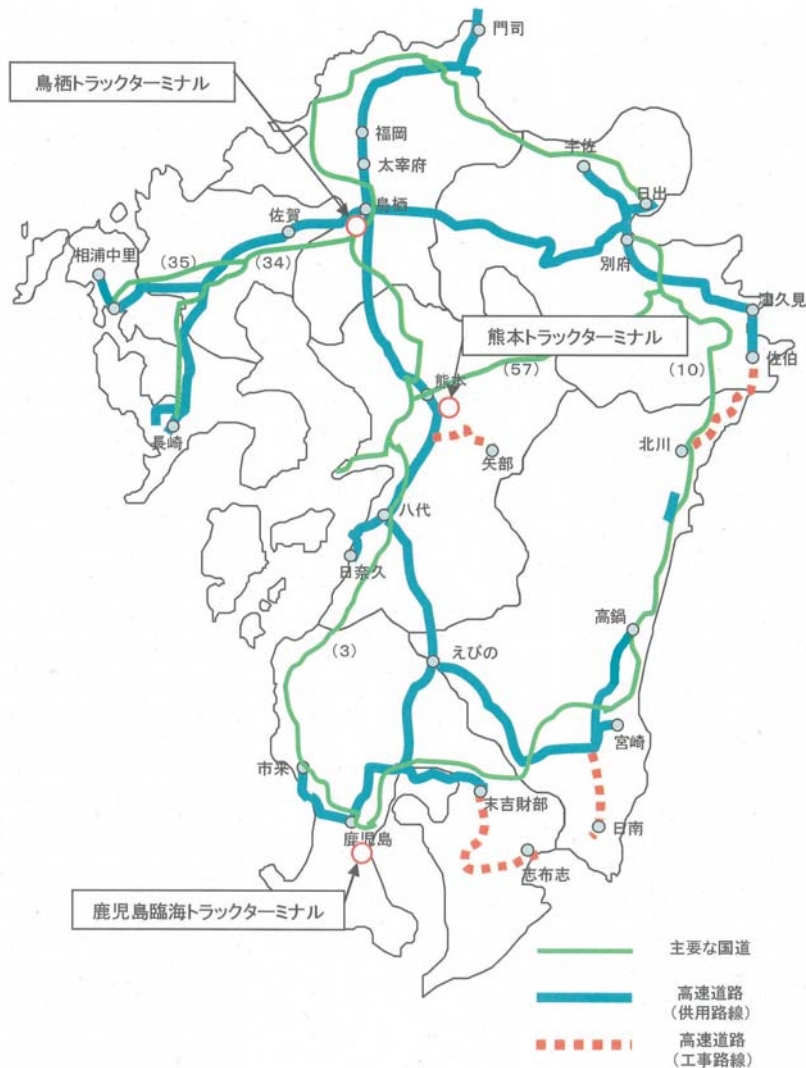 門司
鳥栖トラックターミナル
福岡
宇佐
太宰府
日出
鳥栖
佐賀
相浦中里
(35)
(34)
別府
津久見
熊本トラックターミナル
佐伯
熊本
(57)
(10)
長崎
北川
矢部
八代
日奈久
高鍋
(3)
えびの
宮崎
市来
末吉財部
鹿児島
日南
志布志
鹿児島臨海トラックターミナル
主要な国道
高速道路
(供用路線)
高速道路
(工事路線)